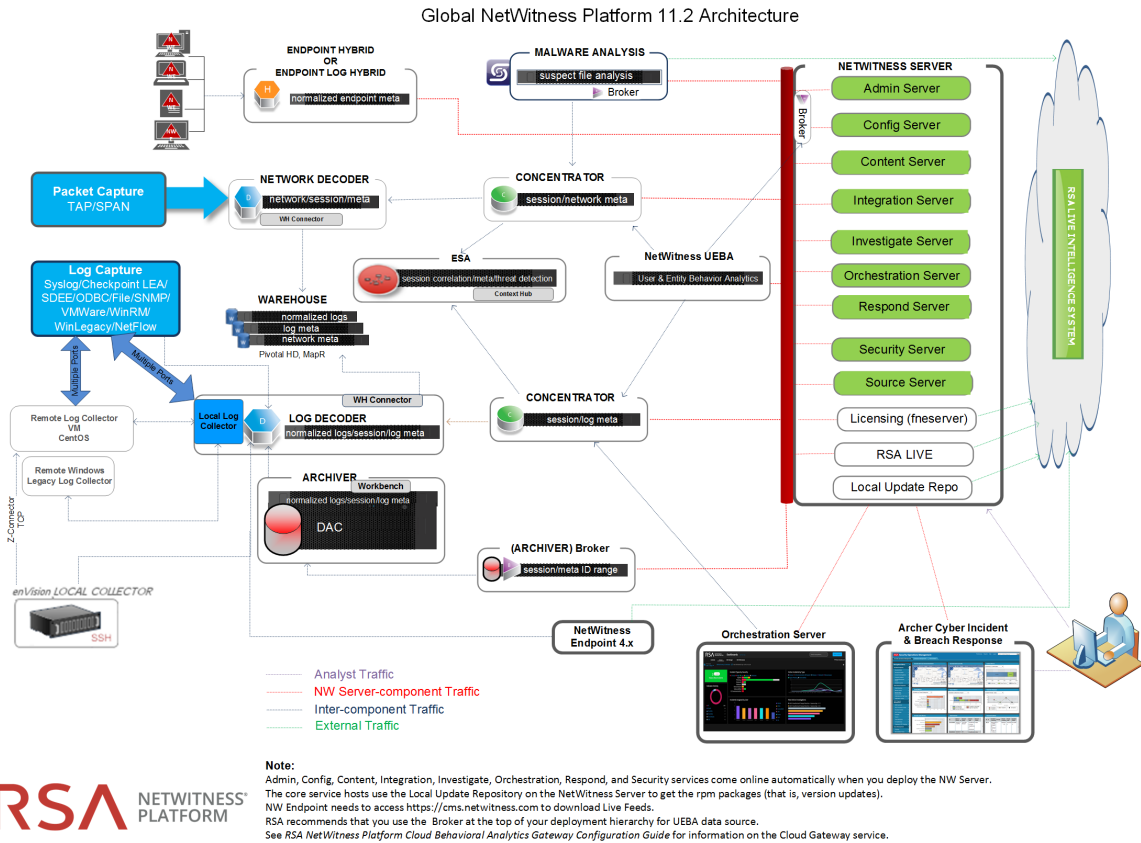 Global NetWitness Platform 11.2 Architecture
N
N
N
NW
ENDPOINT HYBRID
OR
ENDPOINT LOG HYBRID
H
normalized endpoint meta
MALWARE ANALYSIS
suspect file analysis
Broker
NETWITNESS SERVER
Broker
Admin Server
Config Server
Content Server
Integration Server
Investigate Server
Orchestration Server
Respond Server
Security Server
Source Server
Licensing (fneserver)
RSA LIVE
Local Update Repo
RSA LIVE INTELLIGENCE SYSTEM
Packet Capture
TAP/SPAN
NETWORK DECODER
D
network/session/meta
WH Connector
CONCENTRATOR
C
session/network meta
ESA
session correlation/meta/threat detection
Context Hub
NetWitness UEBA
User & Entity Behavior Analytics
Log Capture
Syslog/Checkpoint LEA/
SDEE/ODBC/File/SNMP/
VMWare/WinRM/
WinLegacy/NetFlow
WAREHOUSE
W
normalized logs
W
log meta
W
network meta
Pivotal HD, MapR
Multiple Ports
Multiple Ports
Remote Log Collector
VM
CentOS
Remote Windows
Legacy Log Collector
Local Log
Collector
D
WH Connector
LOG DECODER
normalized logs/session/log meta
CONCENTRATOR
C
session/log meta
ARCHIVER
Workbench
normalized logs/session/log meta
DAC
Z-Connector
TCP
(ARCHIVER) Broker
session/meta ID range
enVision LOCAL COLLECTOR
SSH
NetWitness
Endpoint 4.x
Orchestration Server
RSA
Archer Cyber Incident
& Breach Response
Analyst Traffic
NW Server-component Traffic
Inter-component Traffic
External Traffic
Note:
Admin, Config, Content, Integration, Investigate, Orchestration, Respond, and Security services come online automatically when you deploy the NW Server.
The core service hosts use the Local Update Repository on the NetWitness Server to get the rpm packages (that is, version updates).
NW Endpoint needs to access https://cms.netwitness.com to download Live Feeds.
RSA recommends that you use the Broker at the top of your deployment hierarchy for UEBA data source.
See RSA NetWitness Platform Cloud Behavioral Analytics Gateway Configuration Guide for information on the Cloud Gateway service.
RSA
NETWITNESS®
PLATFORM